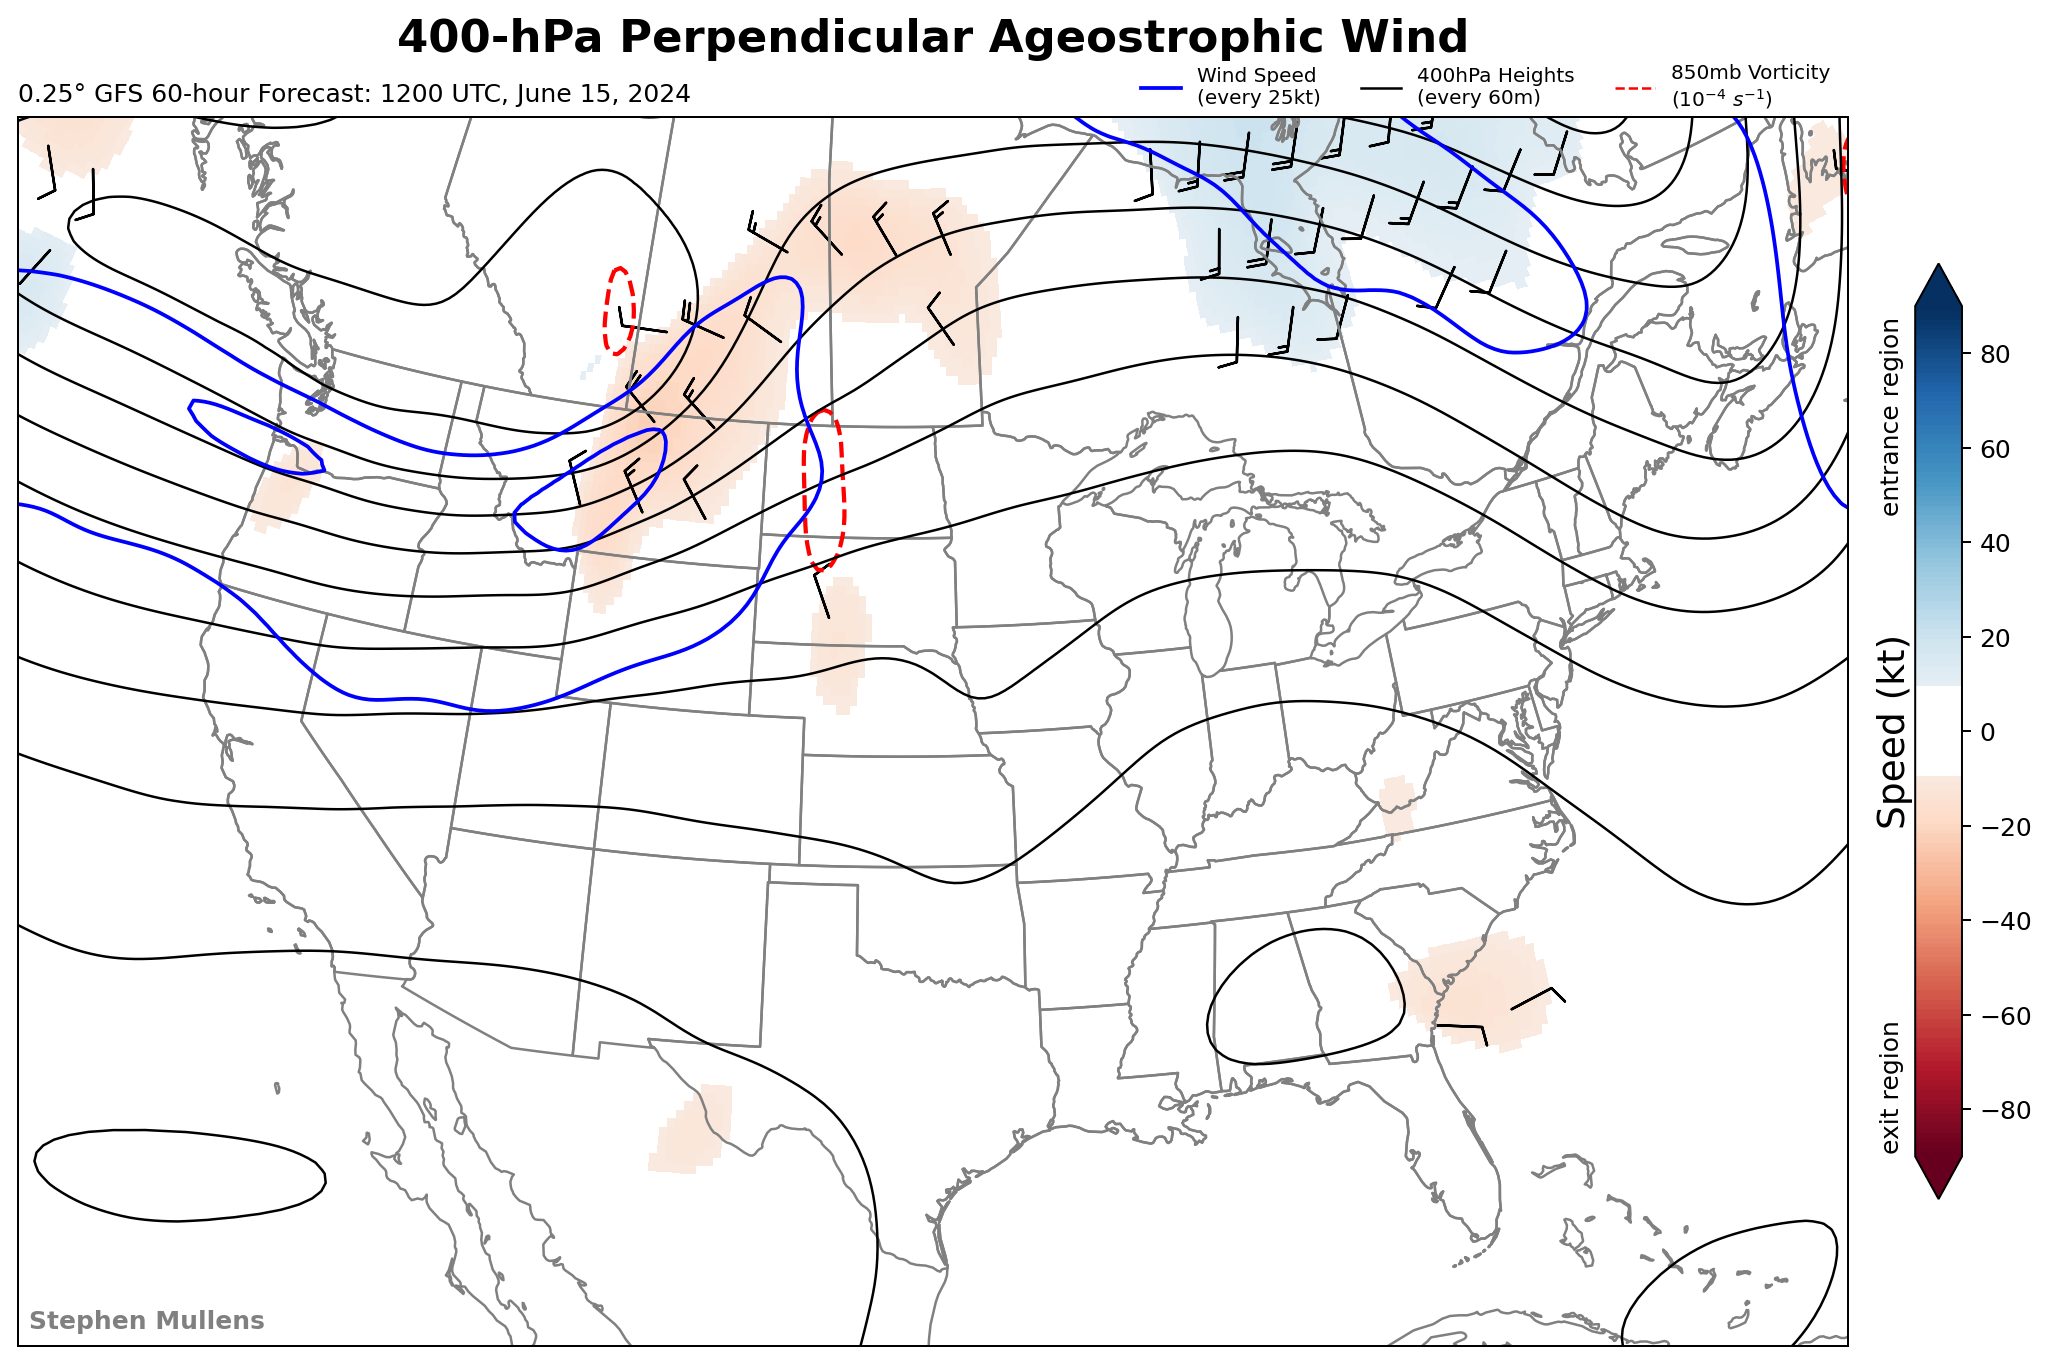 400-hPa Perpendicular Ageostrophic Wind
0.25° GFS 60-hour Forecast: 1200 UTC, June 15, 2024
Wind Speed
(every 25kt)
400hPa Heights
(every 60m)
850mb Vorticity
(10⁻⁴ s⁻¹)
entrance region
Speed (kt)
exit region
80
60
40
20
0
−20
−40
−60
−80
Stephen Mullens